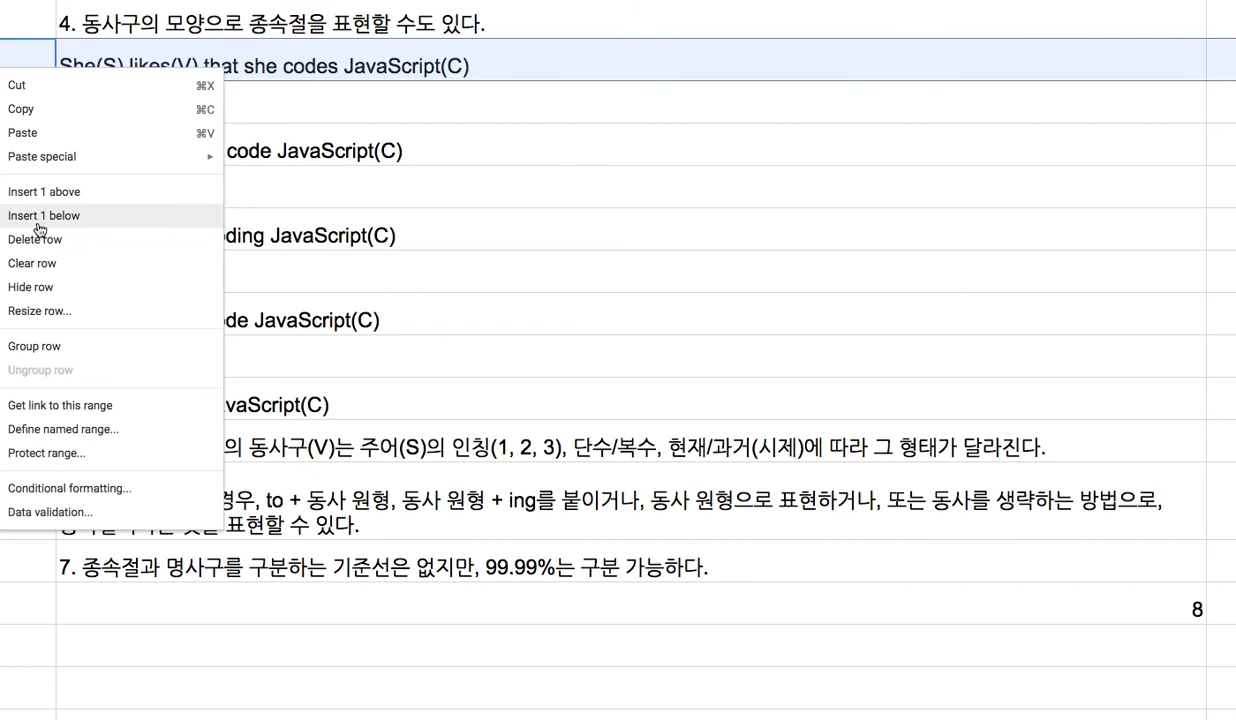 4. 동사구의 모양으로 종속절을 표현할 수도 있다.
She(S) likes(V) that she codes JavaScript(C)
Cut ⌘X
Copy ⌘C
Paste ⌘V
code JavaScript(C)
Paste special ▸
Insert 1 above
Insert 1 below
ding JavaScript(C)
Delete row
Clear row
Hide row
Resize row...
de JavaScript(C)
Group row
Ungroup row
Get link to this range
vaScript(C)
Define named range...
의 동사구(V)는 주어(S)의 인칭(1, 2, 3), 단수/복수, 현재/과거(시제)에 따라 그 형태가 달라진다.
Protect range...
Conditional formatting...
경우, to + 동사 원형, 동사 원형 + ing를 붙이거나, 동사 원형으로 표현하거나, 또는 동사를 생략하는 방법으로,
Data validation...
표현할 수 있다.
7. 종속절과 명사구를 구분하는 기준선은 없지만, 99.99%는 구분 가능하다.
8